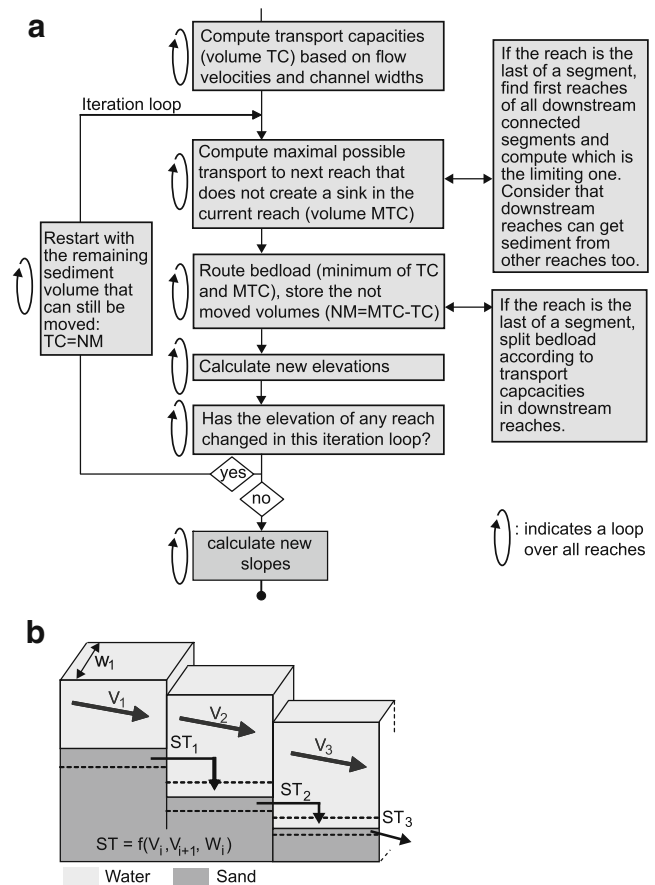 a
Compute transport capacities
(volume TC) based on flow
velocities and channel widths
If the reach is the
last of a segment,
find first reaches
of all downstream
connected
segments and
compute which is
the limiting one.
Consider that
downstream
reaches can get
sediment from
other reaches too.
Iteration loop
Compute maximal possible
transport to next reach that
does not create a sink in the
current reach (volume MTC)
Restart with
the remaining
sediment
volume that
can still be
moved:
TC=NM
Route bedload (minimum of TC
and MTC), store the not
moved volumes (NM=MTC-TC)
If the reach is the
last of a segment,
split bedload
according to
transport
capcacities
in downstream
reaches.
Calculate new elevations
Has the elevation of any reach
changed in this iteration loop?
yes
no
calculate new
slopes
: indicates a loop
over all reaches
b
W1
V1
V2
V3
ST1
ST2
ST3
ST = f(Vi,Vi+1, Wi)
Water
Sand